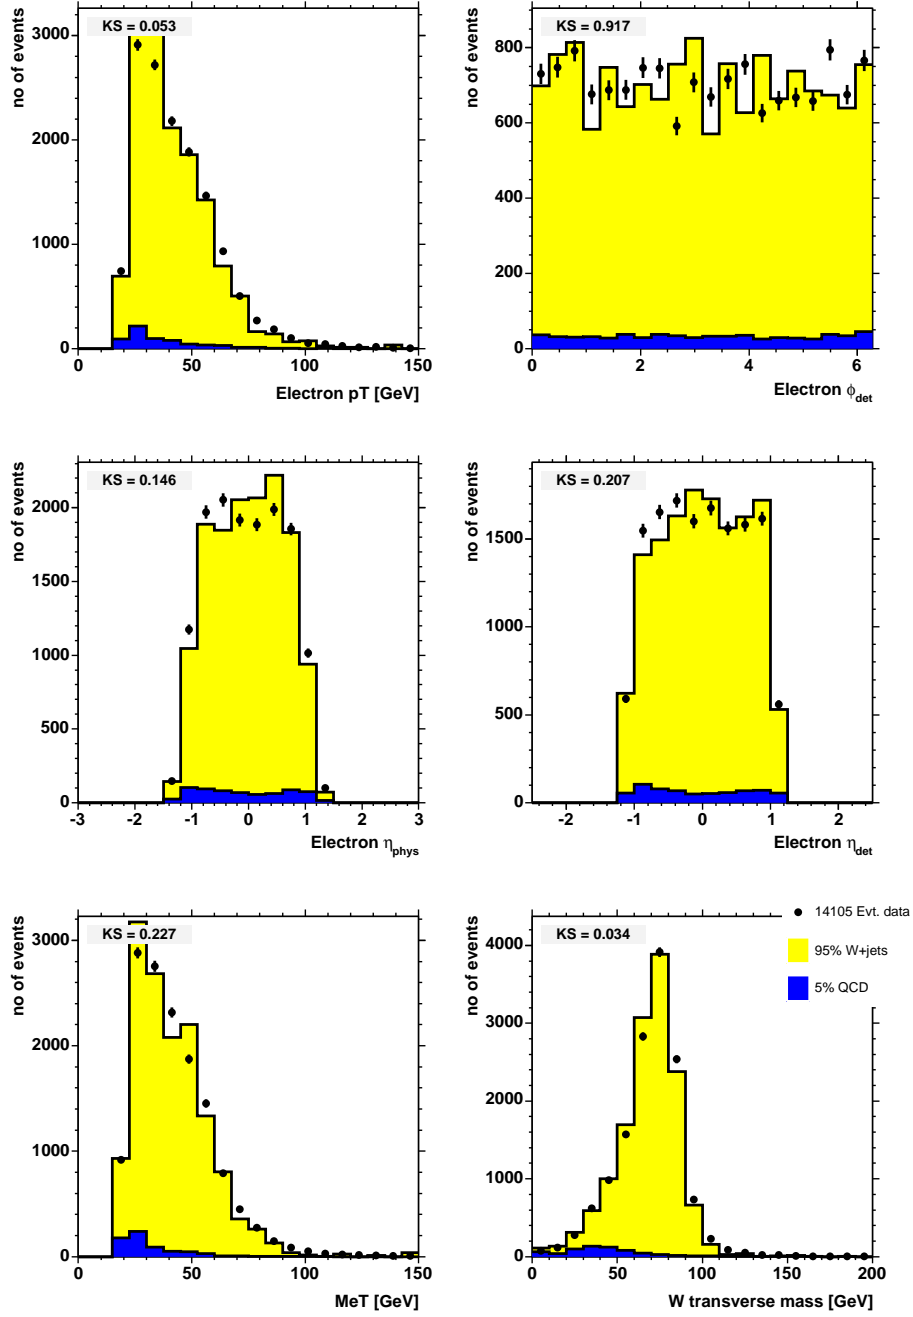 no of events
KS = 0.053
3000
2000
1000
0
0 50 100 150
Electron pT [GeV]
no of events
KS = 0.917
800
600
400
200
0
0 2 4 6
Electron ϕdet
no of events
KS = 0.146
2000
1500
1000
500
0
-3 -2 -1 0 1 2 3
Electron ηphys
no of events
KS = 0.207
1500
1000
500
0
-2 -1 0 1 2
Electron ηdet
no of events
KS = 0.227
3000
2000
1000
0
0 50 100 150
MeT [GeV]
no of events
KS = 0.034
4000
3000
2000
1000
0
0 50 100 150 200
W transverse mass [GeV]
14105 Evt. data
95% W+jets
5% QCD